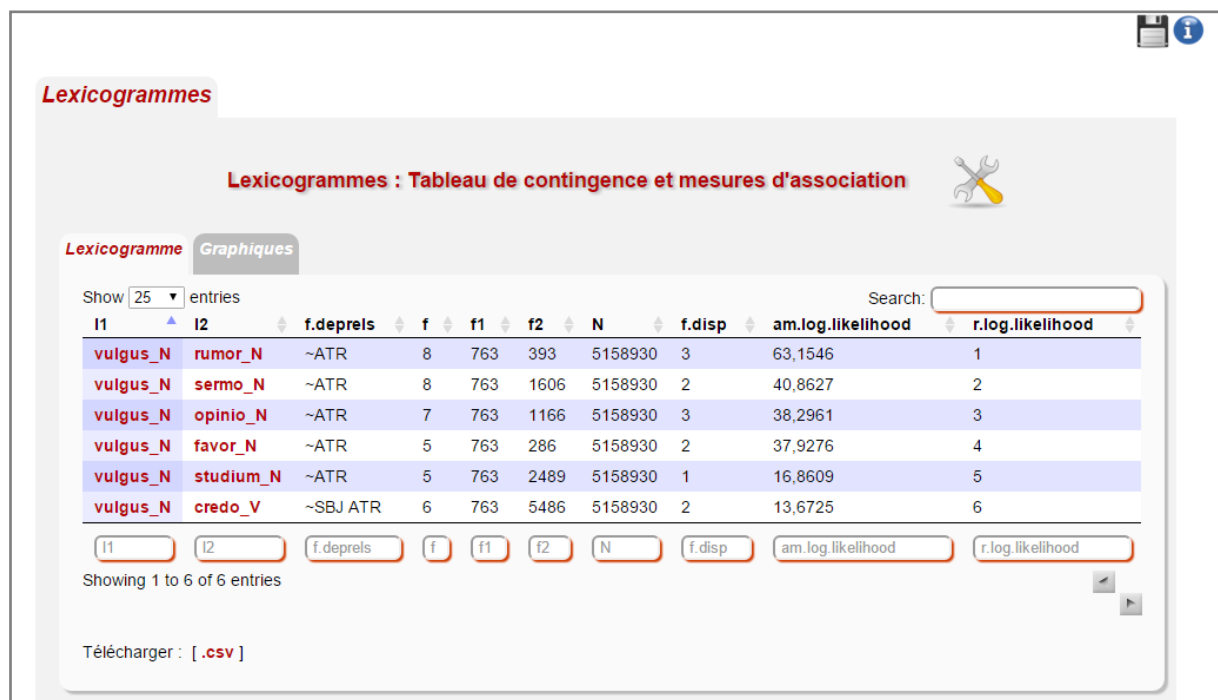 Lexicogrammes
Lexicogrammes : Tableau de contingence et mesures d'association
Lexicogramme Graphiques
Show 25 entries Search:
l1 l2 f.deprels f f1 f2 N f.disp am.log.likelihood r.log.likelihood
vulgus_N rumor_N ~ATR 8 763 393 5158930 3 63,1546 1
vulgus_N sermo_N ~ATR 8 763 1606 5158930 2 40,8627 2
vulgus_N opinio_N ~ATR 7 763 1166 5158930 3 38,2961 3
vulgus_N favor_N ~ATR 5 763 286 5158930 2 37,9276 4
vulgus_N studium_N ~ATR 5 763 2489 5158930 1 16,8609 5
vulgus_N credo_V ~SBJ ATR 6 763 5486 5158930 2 13,6725 6
l1 l2 f.deprels f f1 f2 N f.disp am.log.likelihood r.log.likelihood
Showing 1 to 6 of 6 entries
Télécharger : [ .csv ]